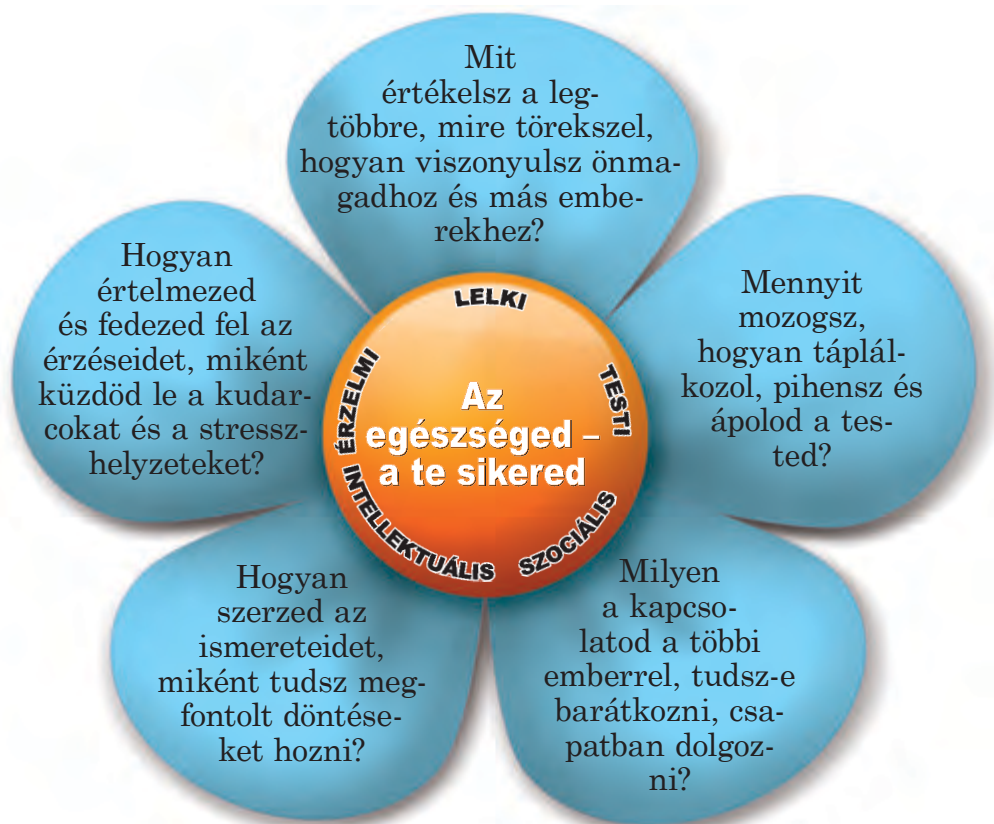 Mit
értékelsz a leg-
többre, mire törekszel,
hogyan viszonyulsz önma-
gadhoz és más embe-
rekhez?
Hogyan
értelmezed
és fedezed fel az
érzéseidet, miként
küzdöd le a kudar-
cokat és a stressz-
helyzeteket?
Mennyit
mozogsz,
hogyan táplál-
kozol, pihensz és
ápolod a tes-
ted?
LELKI
TESTI
SZOCIÁLIS
INTELLEKTUÁLIS
ÉRZELMI
Az
egészséged –
a te sikered
Hogyan
szerzed az
ismereteidet,
miként tudsz meg-
fontolt döntése-
ket hozni?
Milyen
a kapcso-
latod a többi
emberrel, tudsz-e
barátkozni, csa-
patban dolgoz-
ni?